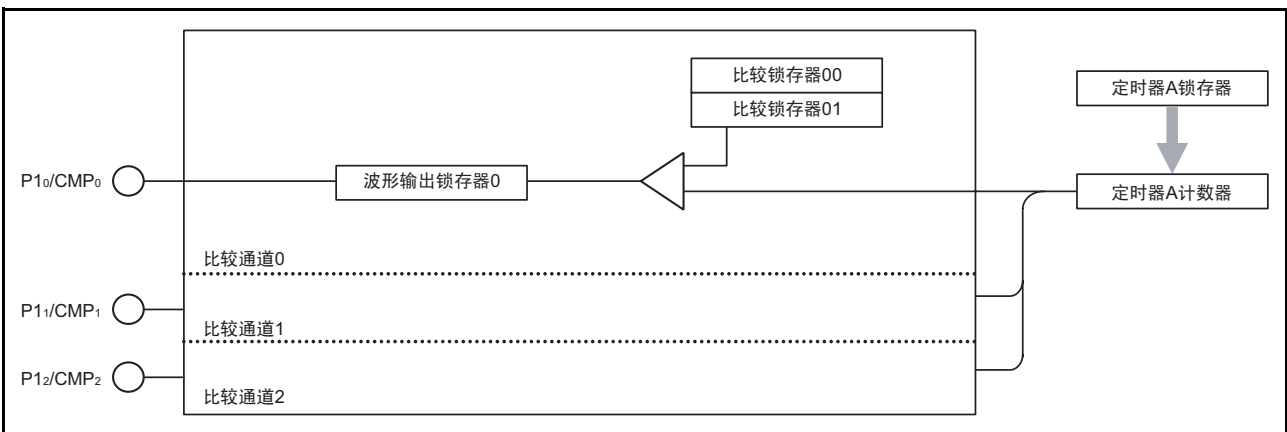 比较锁存器00
比较锁存器01
定时器A锁存器
P1₀/CMP₀
波形输出锁存器0
定时器A计数器
比较通道0
P1₁/CMP₁
比较通道1
P1₂/CMP₂
比较通道2